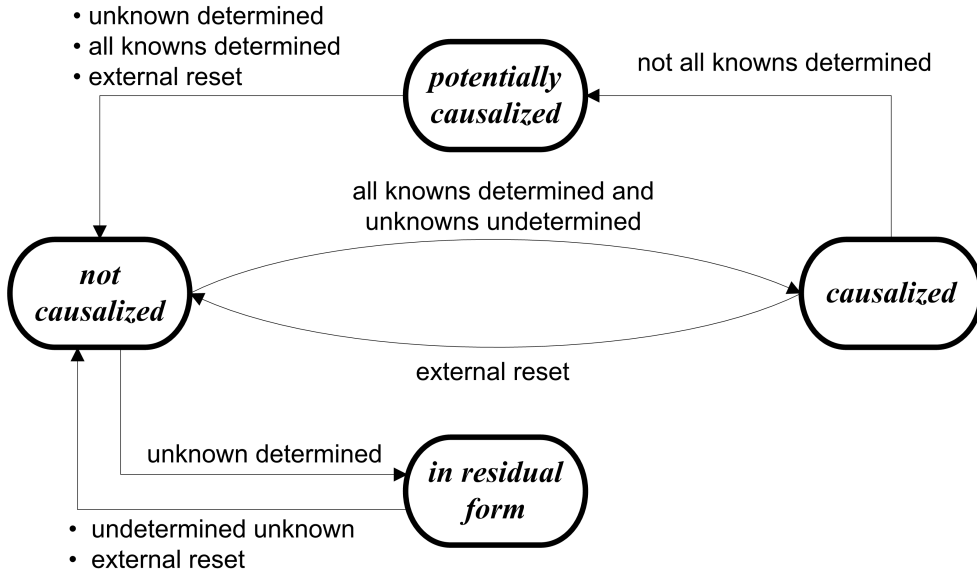 • unknown determined
• all knowns determined
• external reset
potentially
causalized
not all knowns determined
all knowns determined and
unknowns undetermined
not
causalized
causalized
external reset
unknown determined
in residual
form
• undetermined unknown
• external reset